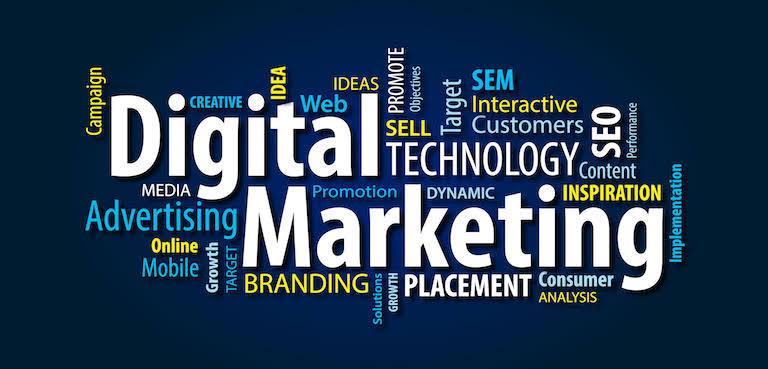 Campaign
CREATIVE
IDEA
IDEAS
Web
PROMOTE
Objectives
Target
SEM
Interactive
Customers
SELL
SEO
Performance
Digital
TECHNOLOGY
Content
MEDIA
Promotion
DYNAMIC
INSPIRATION
Advertising
Marketing
Implementation
Online
Mobile
Growth
TARGET
BRANDING
Solutions
GROWTH
PLACEMENT
Consumer
ANALYSIS